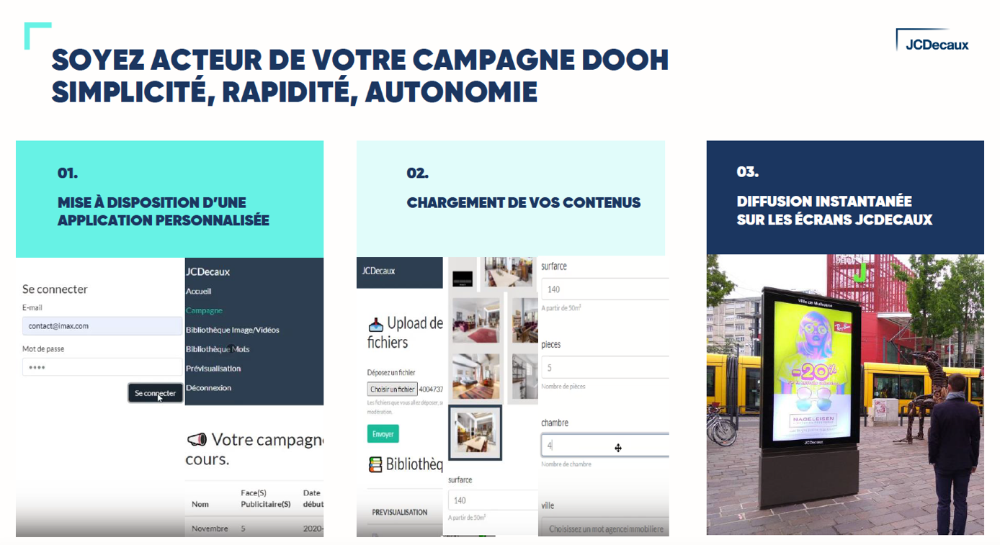 SOYEZ ACTEUR DE VOTRE CAMPAGNE DOOH
SIMPLICITÉ, RAPIDITÉ, AUTONOMIE
JCDecaux
01.
MISE À DISPOSITION D’UNE
APPLICATION PERSONNALISÉE
Se connecter
E-mail
contact@imax.com
Mot de passe
Se connecter
JCDecaux
Accueil
Campagne
Bibliothèque Image/Vidéos
Bibliothèque Mots
Prévisualisation
Déconnexion
Votre campagn
cours.
Face(S)
Date
Nom
Publicitaire(S)
début
Novembre
5
2020-
02.
CHARGEMENT DE VOS CONTENUS
JCDecaux
Upload de
fichiers
Déposez un fichier
Choisir un fichier
4004737
Les fichiers que vous allez déposer, s
modération.
Envoyer
Bibliothèq
PREVISUALISATION
surfarce
140
A partir de 50m²
surfarce
140
A partir de 50m²
pieces
5
Nombre de pièces
chambre
4
Nombre de chambre
ville
Choisissez un mot agenceimmobiliere
03.
DIFFUSION INSTANTANÉE
SUR LES ÉCRANS JCDECAUX
J
Ville de Mulhouse
Ray-Ban
-20%
NAGELEISEN
JCDecaux